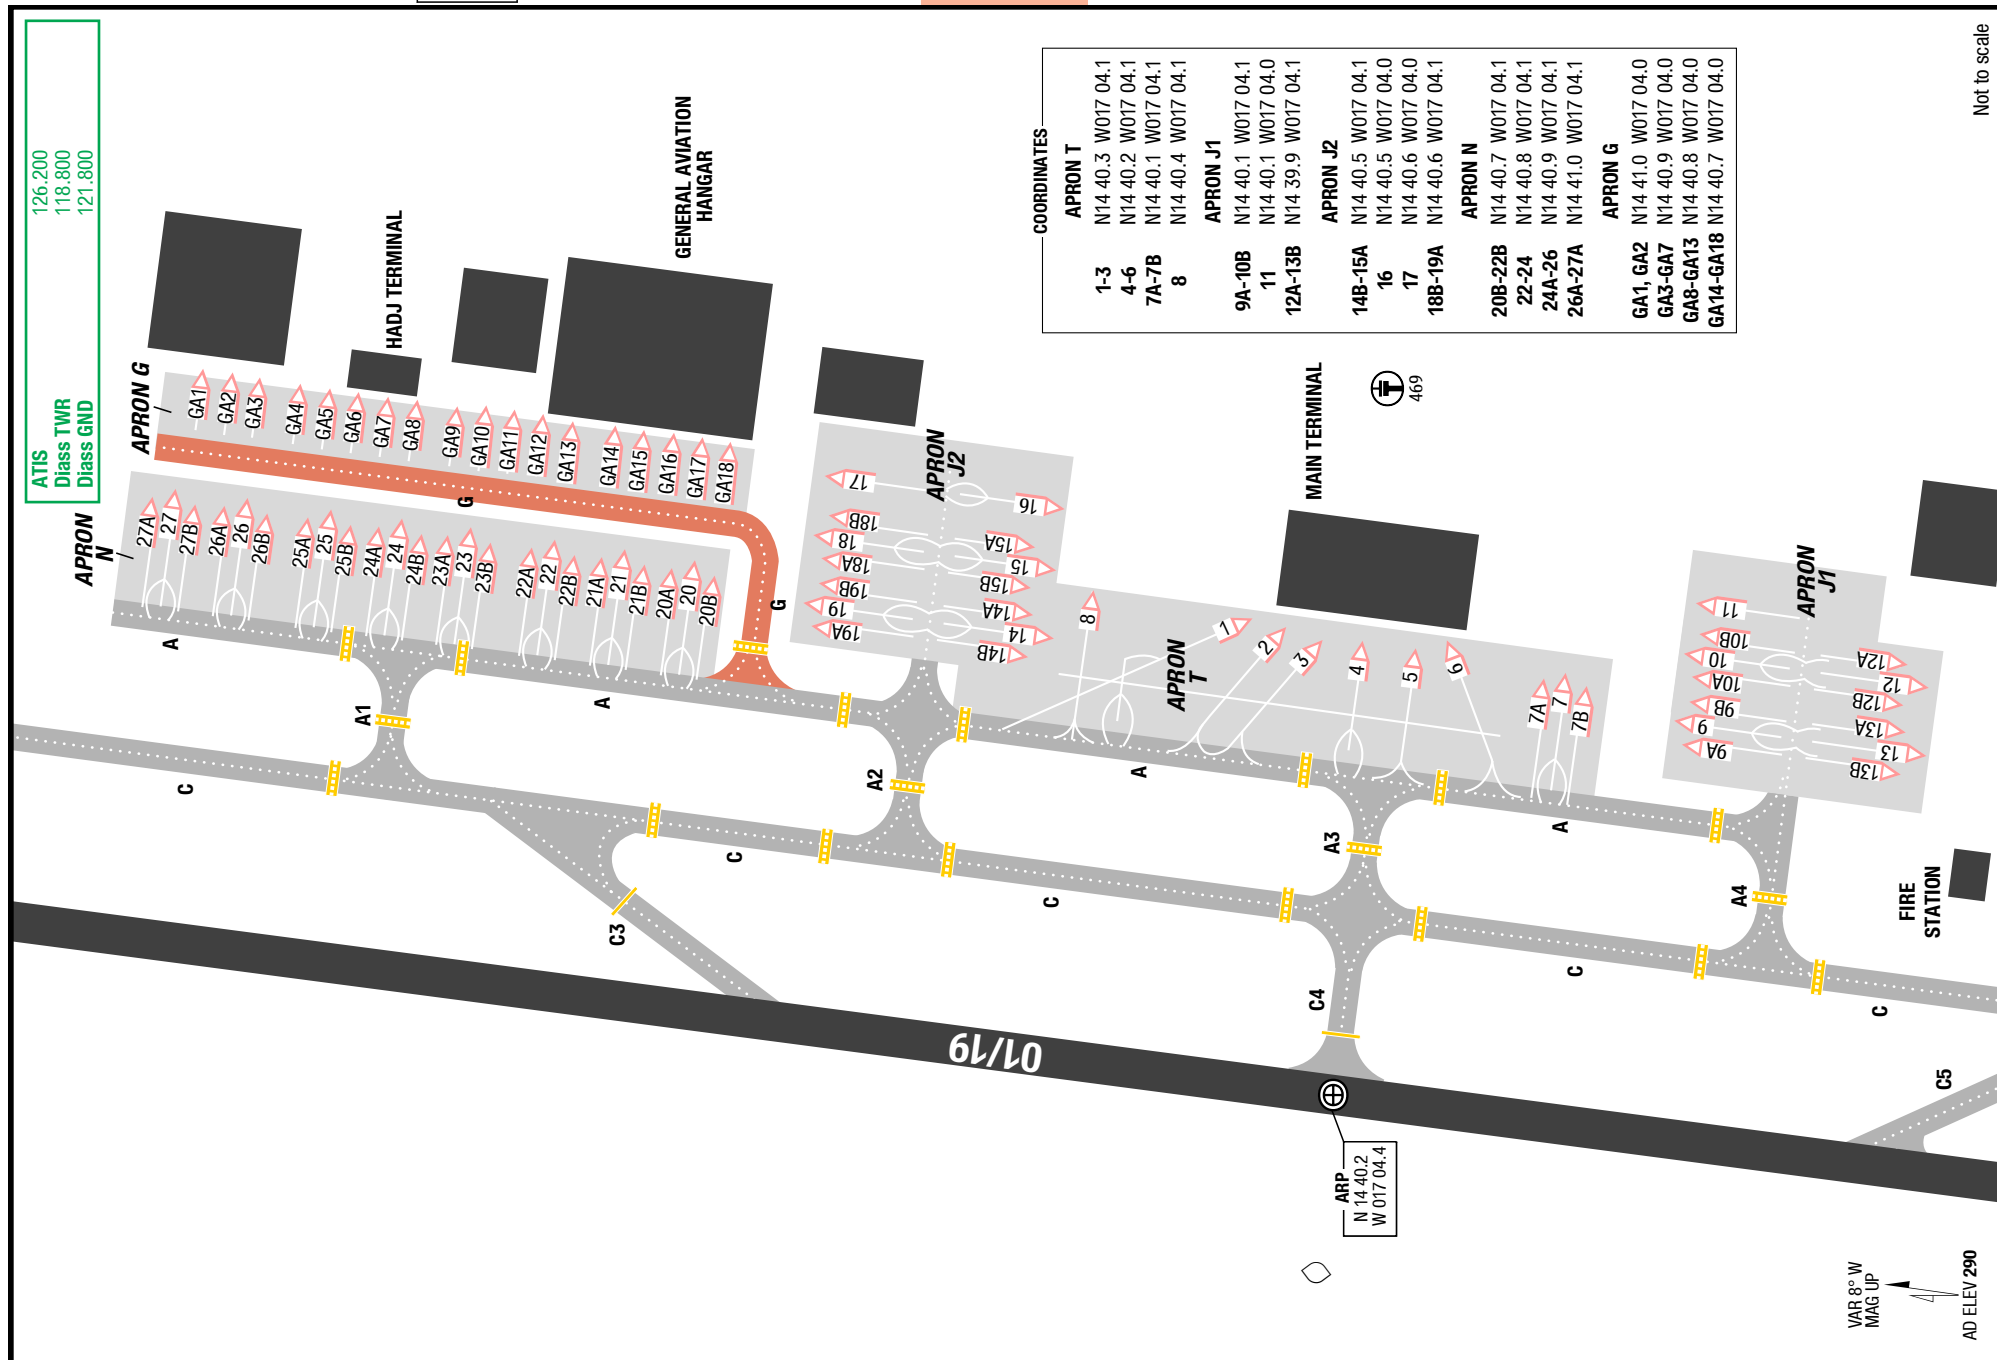 ATIS 126.200
Diass TWR 118.800
Diass GND 121.800
APRON G
APRON
N
HADJ TERMINAL
GENERAL AVIATION
HANGAR
GA1
GA2
GA3
GA4
GA5
GA6
GA7
GA8
GA9
GA10
GA11
GA12
GA13
GA14
GA15
GA16
GA17
GA18
G
G
27A
27
27B
26A
26
26B
25A
25
25B
24A
24
24B
23A
23
23B
22A
22
22B
21A
21
21B
20A
20
20B
A
A
A
A
A1
A2
A3
A4
C
C
C
C
C
C3
C4
C5
APRON
J2
17
16
18B
18
18A
19B
19
19A
15A
15
15B
14A
14
14B
APRON
T
8
1
2
3
4
5
6
7A
7
7B
MAIN TERMINAL
469
APRON
J1
11
10B
10
10A
9B
9
9A
12A
12
12B
13A
13
13B
FIRE
STATION
01/19
ARP
N 14 40.2
W 017 04.4
COORDINATES
APRON T
1-3 N14 40.3 W017 04.1
4-6 N14 40.2 W017 04.1
7A-7B N14 40.1 W017 04.1
8 N14 40.4 W017 04.1
APRON J1
9A-10B N14 40.1 W017 04.1
11 N14 40.1 W017 04.0
12A-13B N14 39.9 W017 04.1
APRON J2
14B-15A N14 40.5 W017 04.1
16 N14 40.5 W017 04.0
17 N14 40.6 W017 04.0
18B-19A N14 40.6 W017 04.1
APRON N
20B-22B N14 40.7 W017 04.1
22-24 N14 40.8 W017 04.1
24A-26 N14 40.9 W017 04.1
26A-27A N14 41.0 W017 04.1
APRON G
GA1, GA2 N14 41.0 W017 04.0
GA3-GA7 N14 40.9 W017 04.0
GA8-GA13 N14 40.8 W017 04.0
GA14-GA18 N14 40.7 W017 04.0
Not to scale
VAR 8° W
MAG UP
AD ELEV 290